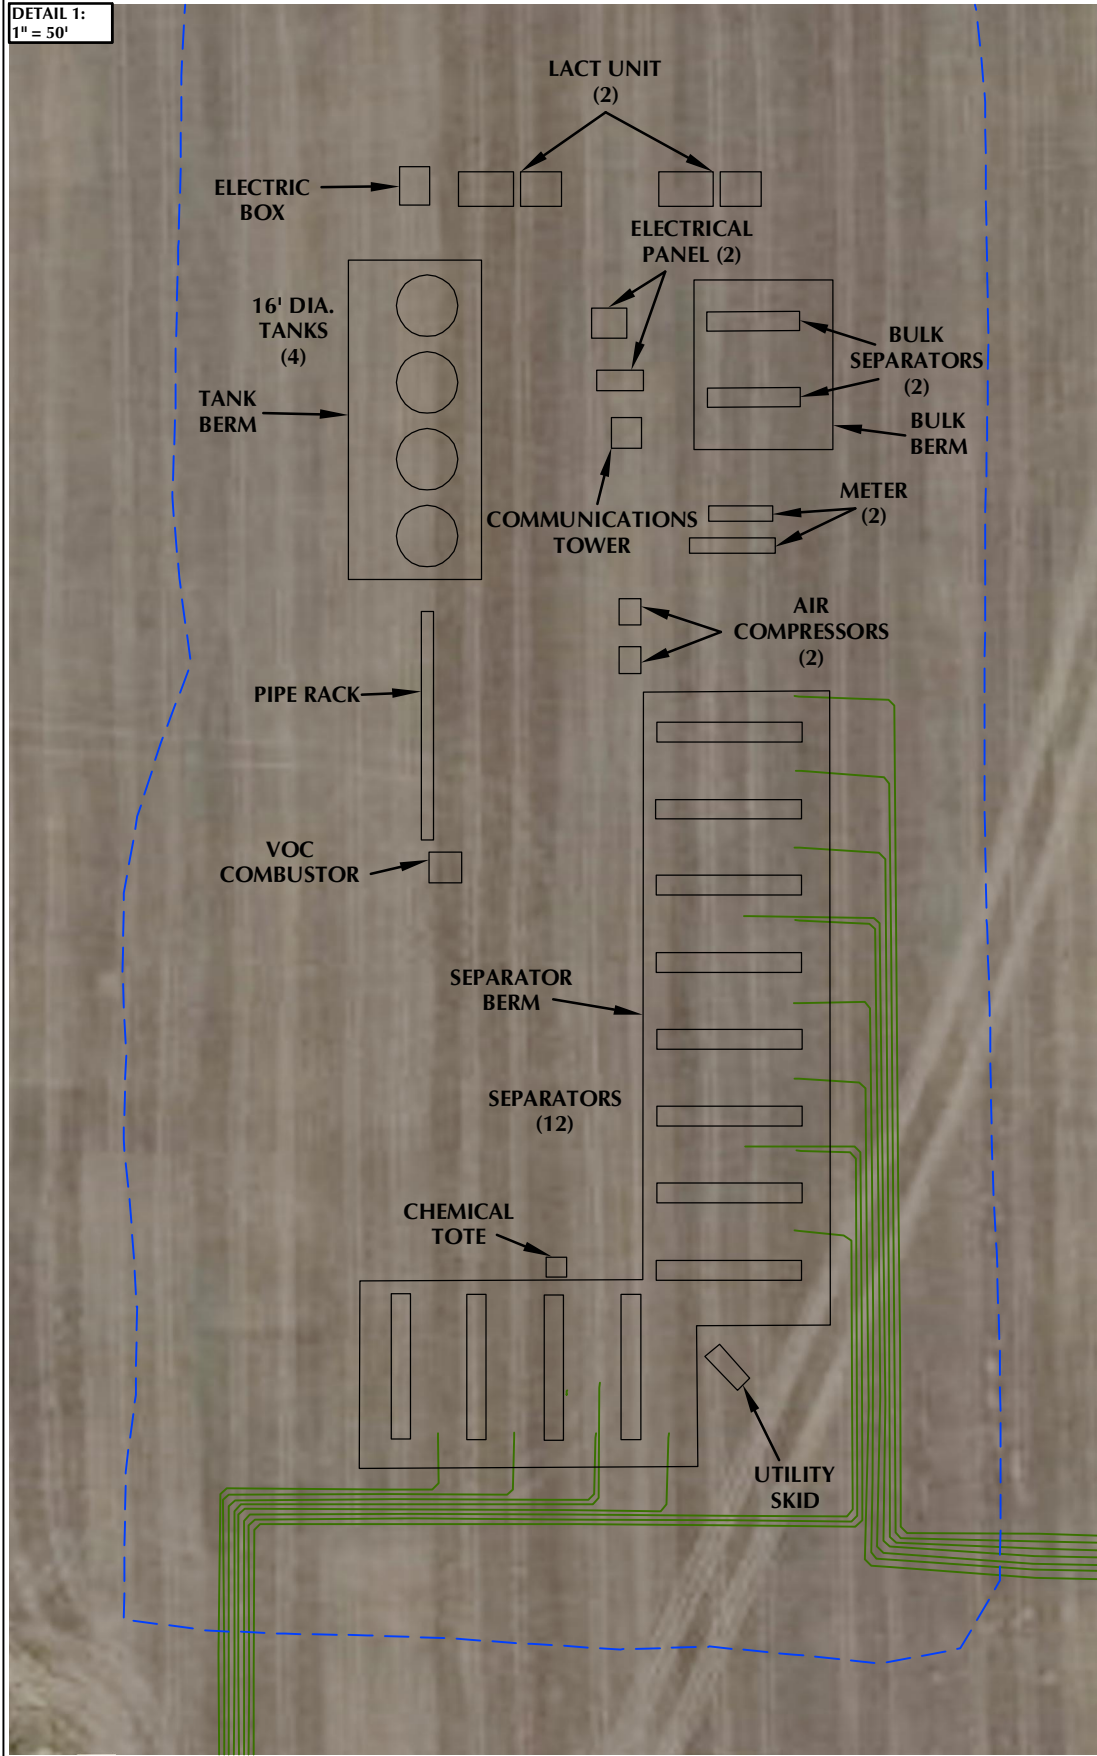 DETAIL 1:
1" = 50'
LACT UNIT
(2)
ELECTRIC
BOX
ELECTRICAL
PANEL (2)
16' DIA.
TANKS
(4)
BULK
SEPARATORS
(2)
TANK
BERM
BULK
BERM
METER
(2)
COMMUNICATIONS
TOWER
AIR
COMPRESSORS
(2)
PIPE RACK
VOC
COMBUSTOR
SEPARATOR
BERM
SEPARATORS
(12)
CHEMICAL
TOTE
UTILITY
SKID